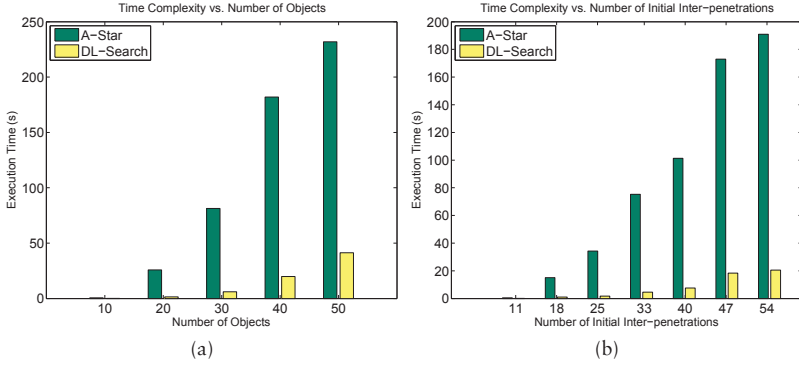 Time Complexity vs. Number of Objects
250
200
150
100
50
0
Execution Time (s)
A−Star
DL−Search
10 20 30 40 50
Number of Objects
(a)
Time Complexity vs. Number of Initial Inter−penetrations
200
180
160
140
120
100
80
60
40
20
0
Execution Time (s)
A−Star
DL−Search
11 18 25 33 40 47 54
Number of Initial Inter−penetrations
(b)